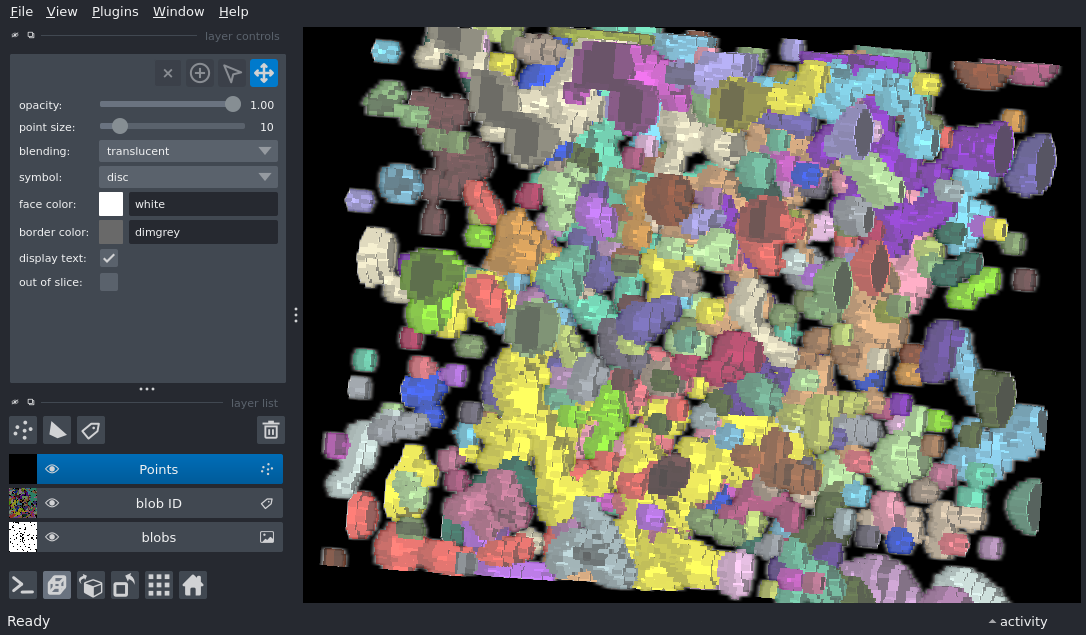 File View Plugins Window Help
layer controls
opacity: 1.00
point size: 10
blending: translucent
symbol: disc
face color: white
border color: dimgrey
display text:
out of slice:
layer list
Points
blob ID
blobs
Ready activity